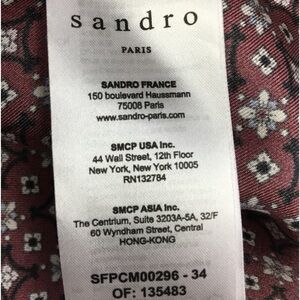 sandro
PARIS
SANDRO FRANCE
150 boulevard Haussmann
75008 Paris
www.sandro-paris.com
SMCP USA Inc.
44 Wall Street, 12th Floor
New York, New York 10005
RN132784
SMCP ASIA Inc.
The Centrium, Suite 3203A-5A, 32/F
60 Wyndham Street, Central
HONG-KONG
SFPCM00296 - 34
OF: 135483